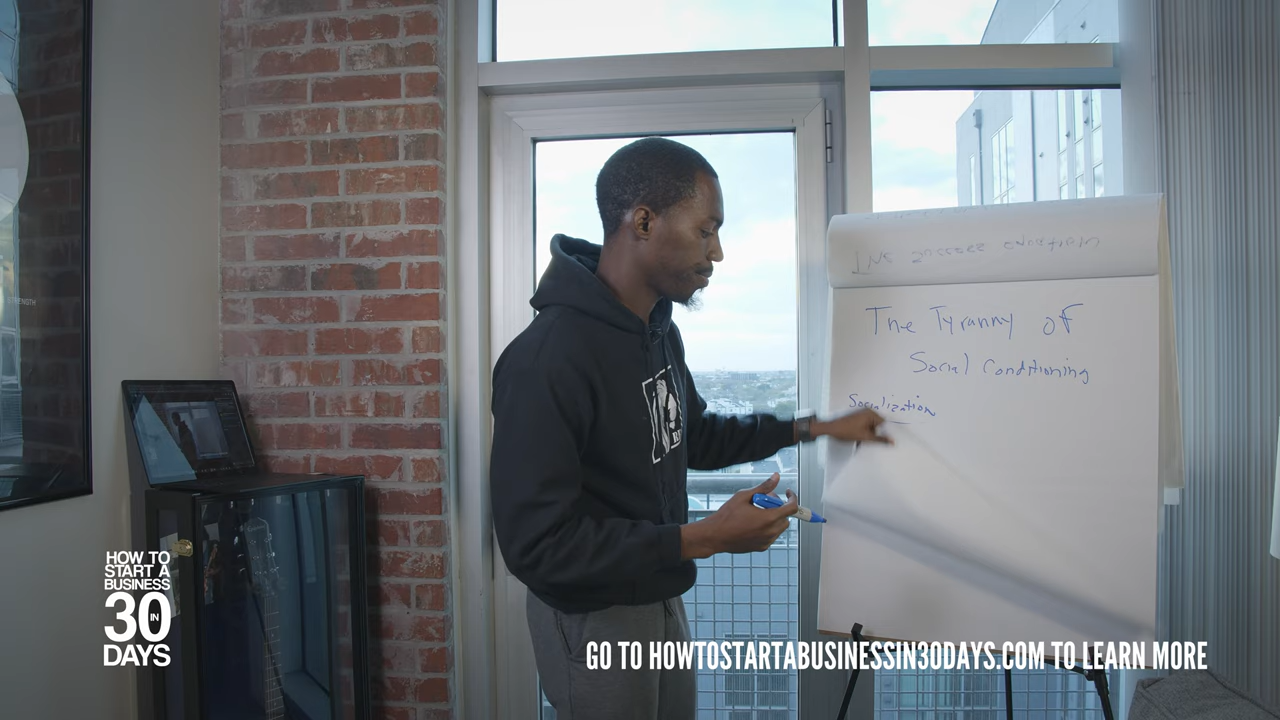 The Tyranny of
Social Conditioning
Socialization
STRENGTH
HOW TO
START A
BUSINESS
30 IN
DAYS
GO TO HOWTOSTARTABUSINESSIN30DAYS.COM TO LEARN MORE